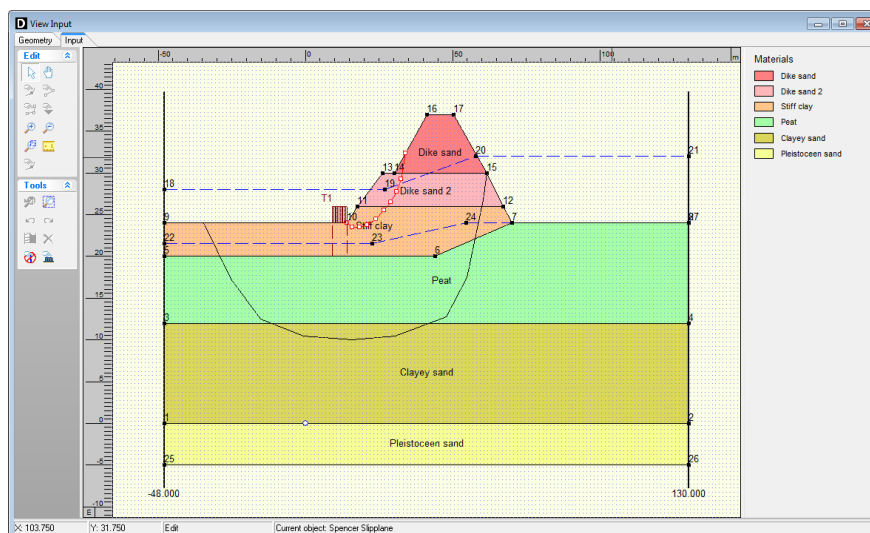 View Input
Geometry Input
Edit
Tools
-50 0 50 100 m
40
35
30
25
20
15
10
5
0
-5
-10
E
16 17
Dike sand
20 21
13 14 15
18 19 Dike sand 2
T1 11 12
9 10 Stiff clay 24 7
22 23
5 6
Peat
3 4
Clayey sand
1 2
Pleistoceen sand
25 26
-48.000 130.000
Materials
Dike sand
Dike sand 2
Stiff clay
Peat
Clayey sand
Pleistoceen sand
X: 103.750 Y: 31.750 Edit Current object: Spencer Slipplane